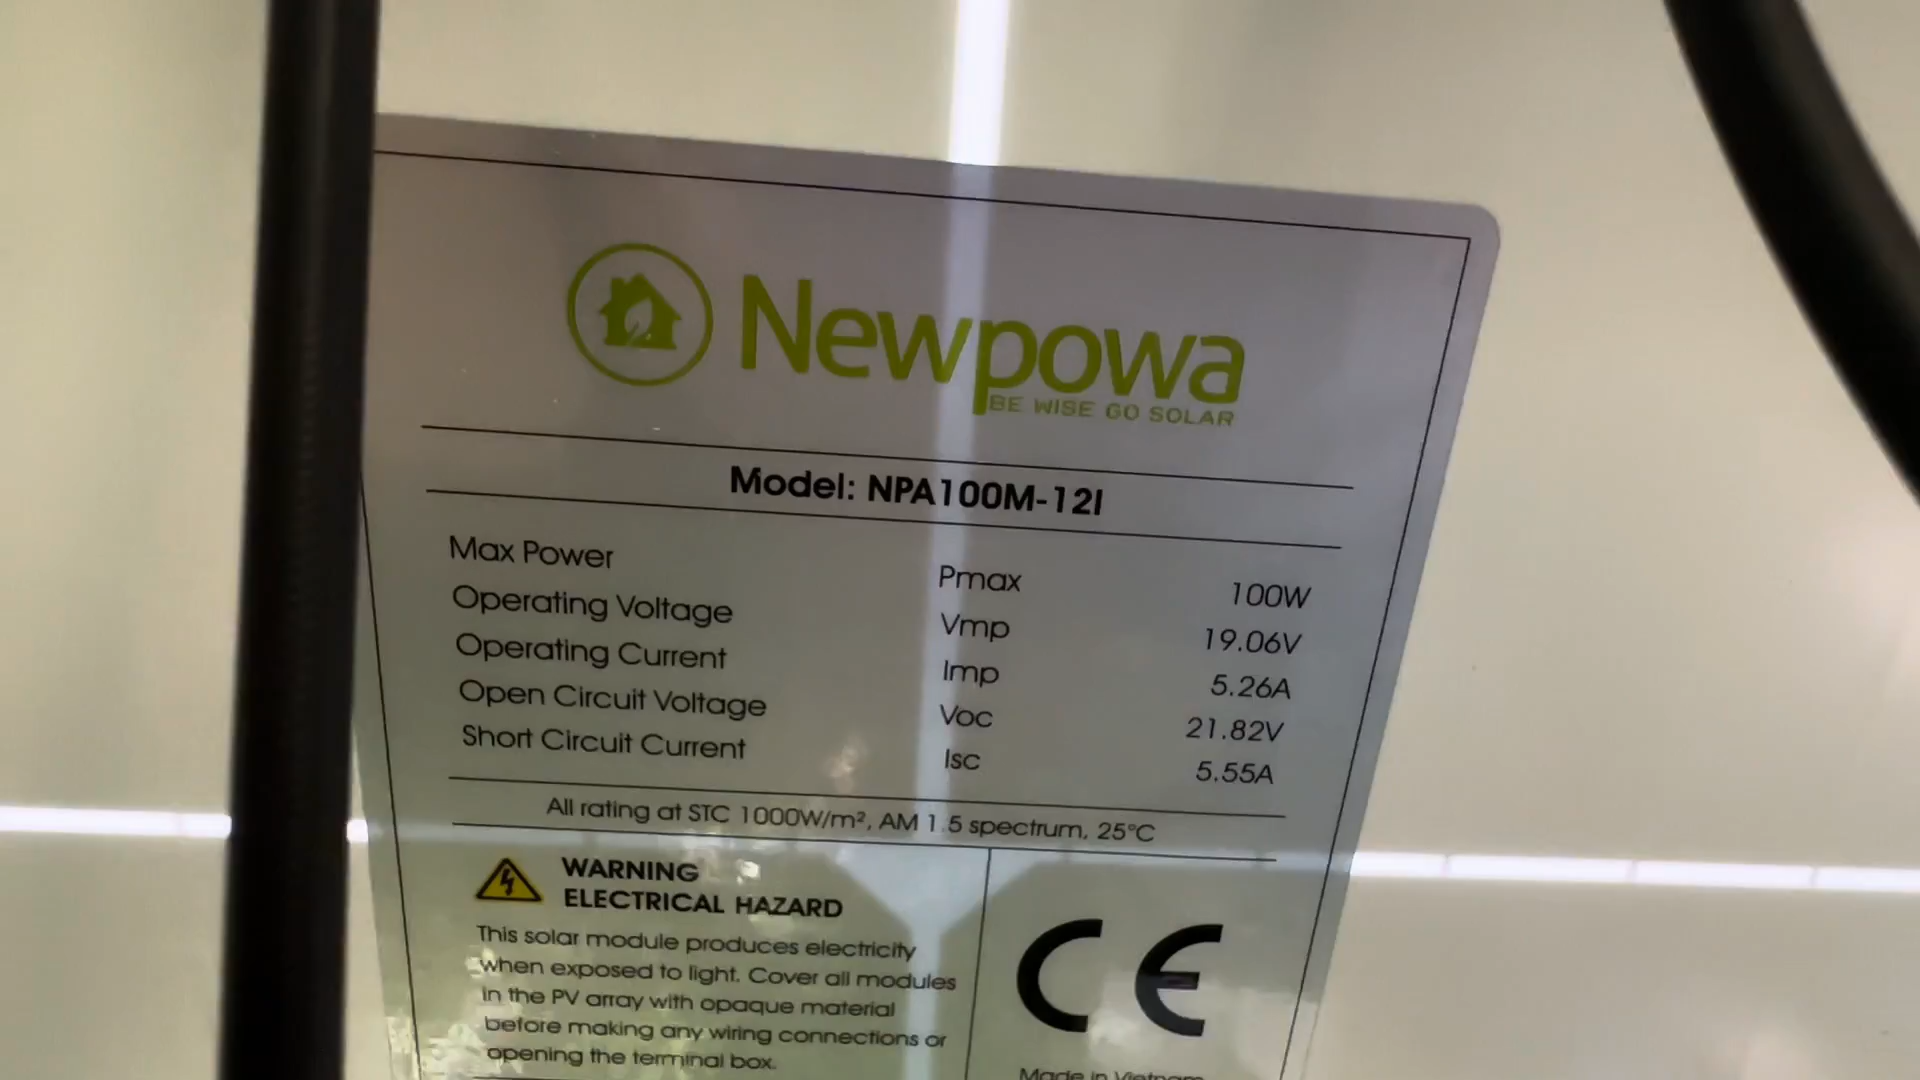 Newpowa
BE WISE GO SOLAR
Model: NPA100M-12I
Max Power Pmax 100W
Operating Voltage Vmp 19.06V
Operating Current Imp 5.26A
Open Circuit Voltage Voc 21.82V
Short Circuit Current Isc 5.55A
All rating at STC 1000W/m², AM 1.5 spectrum, 25°C
WARNING
ELECTRICAL HAZARD
This solar module produces electricity
when exposed to light. Cover all modules
in the PV array with opaque material
before making any wiring connections or
opening the terminal box.
CE
Made in Vietnam